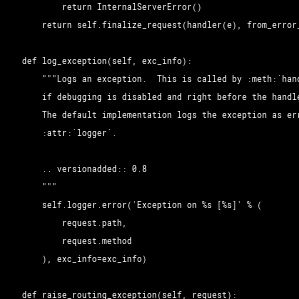 return InternalServerError()
return self.finalize_request(handler(e), from_error_
def log_exception(self, exc_info):
"""Logs an exception.  This is called by :meth:`hand
if debugging is disabled and right before the handle
The default implementation logs the exception as err
:attr:`logger`.
.. versionadded:: 0.8
"""
self.logger.error('Exception on %s [%s]' % (
request.path,
request.method
), exc_info=exc_info)
def raise_routing_exception(self, request):